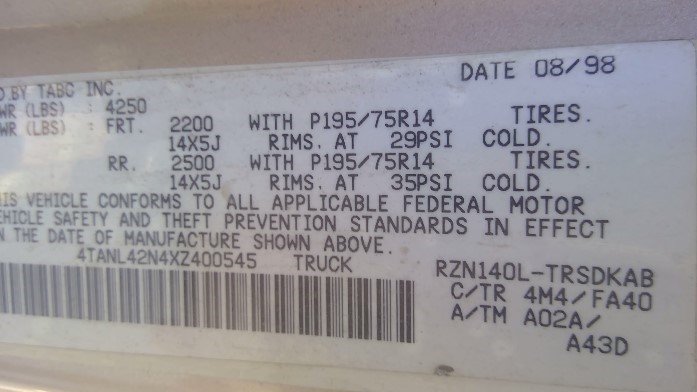 DATE 08/98
D BY TABC INC.
WR (LBS) : 4250
WR (LBS) : FRT. 2200 WITH P195/75R14 TIRES.
14X5J RIMS. AT 29PSI COLD.
RR. 2500 WITH P195/75R14 TIRES.
14X5J RIMS. AT 35PSI COLD.
IS VEHICLE CONFORMS TO ALL APPLICABLE FEDERAL MOTOR
EHICLE SAFETY AND THEFT PREVENTION STANDARDS IN EFFECT
N THE DATE OF MANUFACTURE SHOWN ABOVE.
4TANL42N4XZ400545 TRUCK RZN140L-TRSDKAB
C/TR 4M4/FA40
A/TM A02A/
A43D